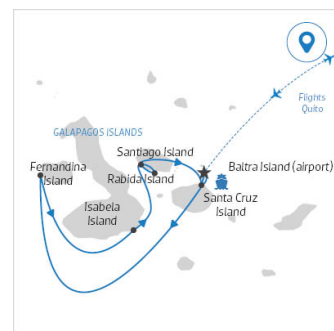 Flights
Quito
GALAPAGOS ISLANDS
Santiago Island
Fernandina
Island
Rabida Island
Baltra Island (airport)
Isabela
Island
Santa Cruz
Island